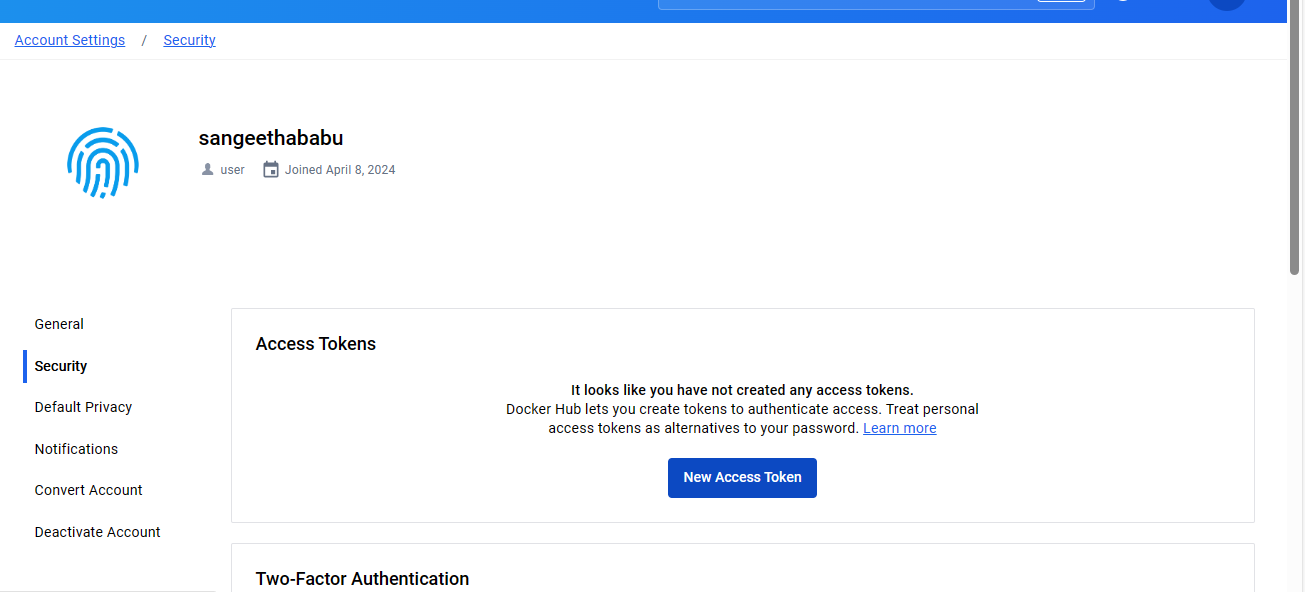 Account Settings / Security
sangeethababu
user Joined April 8, 2024
General
Security
Default Privacy
Notifications
Convert Account
Deactivate Account
Access Tokens
It looks like you have not created any access tokens.
Docker Hub lets you create tokens to authenticate access. Treat personal
access tokens as alternatives to your password. Learn more
New Access Token
Two-Factor Authentication